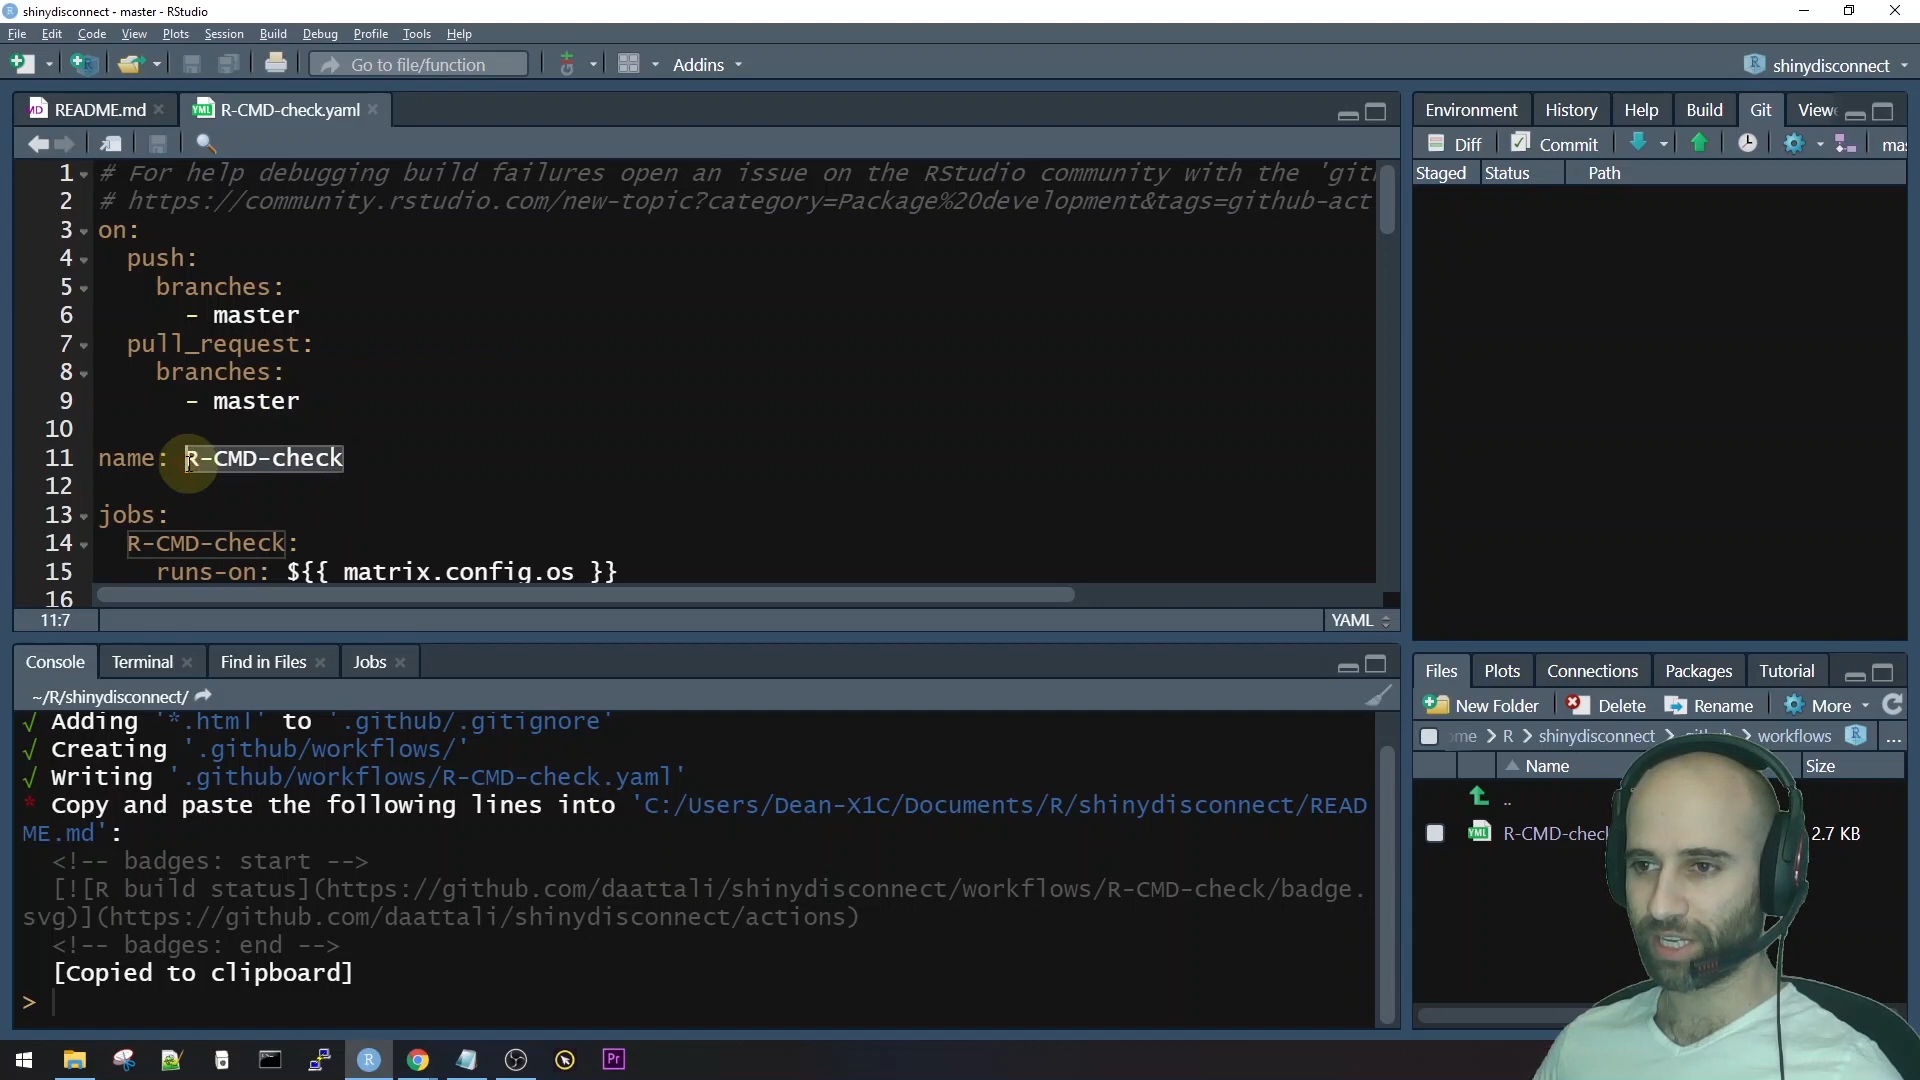 shinydisconnect - master - RStudio
File Edit Code View Plots Session Build Debug Profile Tools Help
Go to file/function
Addins
shinydisconnect
README.md
R-CMD-check.yaml
1 # For help debugging build failures open an issue on the RStudio community with the 'gith
2 # https://community.rstudio.com/new-topic?category=Package%20development&tags=github-act
3 on:
4 push:
5 branches:
6 - master
7 pull_request:
8 branches:
9 - master
10
11 name: R-CMD-check
12
13 jobs:
14 R-CMD-check:
15 runs-on: ${{ matrix.config.os }}
16
11:7
YAML
Console Terminal Find in Files Jobs
~/R/shinydisconnect/
√ Adding '*.html' to '.github/.gitignore'
√ Creating '.github/workflows/'
√ Writing '.github/workflows/R-CMD-check.yaml'
* Copy and paste the following lines into 'C:/Users/Dean-X1C/Documents/R/shinydisconnect/READ
ME.md':
<!-- badges: start -->
[![R build status](https://github.com/daattali/shinydisconnect/workflows/R-CMD-check/badge.
svg)](https://github.com/daattali/shinydisconnect/actions)
<!-- badges: end -->
[Copied to clipboard]
>
Environment History Help Build Git Viewe
Diff Commit mas
Staged Status Path
Files Plots Connections Packages Tutorial
New Folder Delete Rename More
ome > R > shinydisconnect > .github > workflows ...
Name Size
..
R-CMD-check 2.7 KB